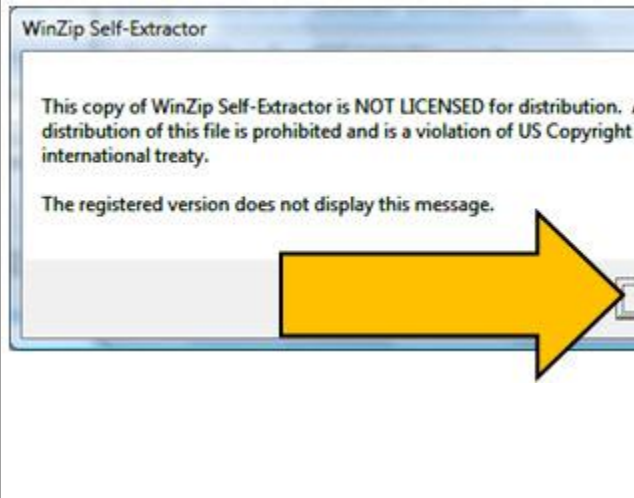 WinZip Self-Extractor
This copy of WinZip Self-Extractor is NOT LICENSED for distribution.
distribution of this file is prohibited and is a violation of US Copyright
international treaty.
The registered version does not display this message.